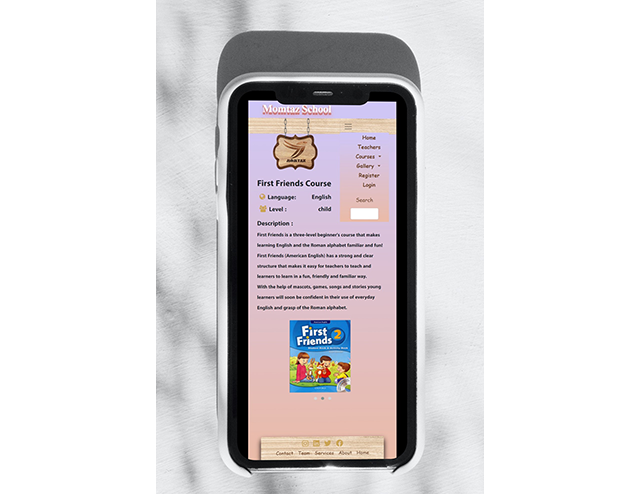 Momtaz School
Home
Teachers
Courses
Gallery
Register
Login
Search
First Friends Course
Language: English
Level : child
Description :
First Friends is a three-level beginner's course that makes
learning English and the Roman alphabet familiar and fun!
First Friends (American English) has a strong and clear
structure that makes it easy for teachers to teach and
learners to learn in a fun, friendly and familiar way.
With the help of mascots, games, songs and stories young
learners will soon be confident in their use of everyday
English and grasp of the Roman alphabet.
First
Friends 2
Contact Team Services About Home